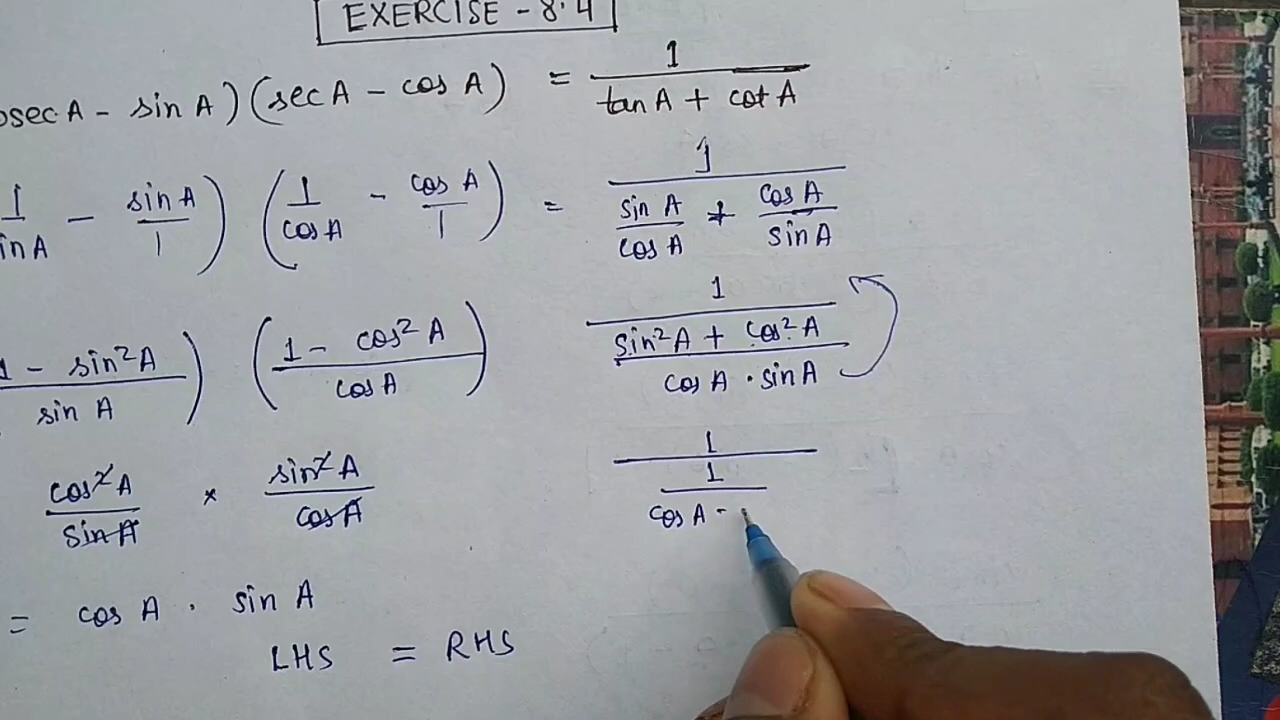 EXERCISE - 8.4
osec A - sin A) (sec A - cos A) = 1 / (tan A + cot A)
(1 / in A - sin A / 1) (1 / cos A - cos A / 1) = 1 / (sin A / cos A + cos A / sin A)
(1 - sin² A / sin A) (1 - cos² A / cos A) 1 / (sin² A + cos² A / cos A · sin A)
cos² A / sin A × sin² A / cos A 1 / (1 / cos A ·
= cos A . sin A
LHS = RHS